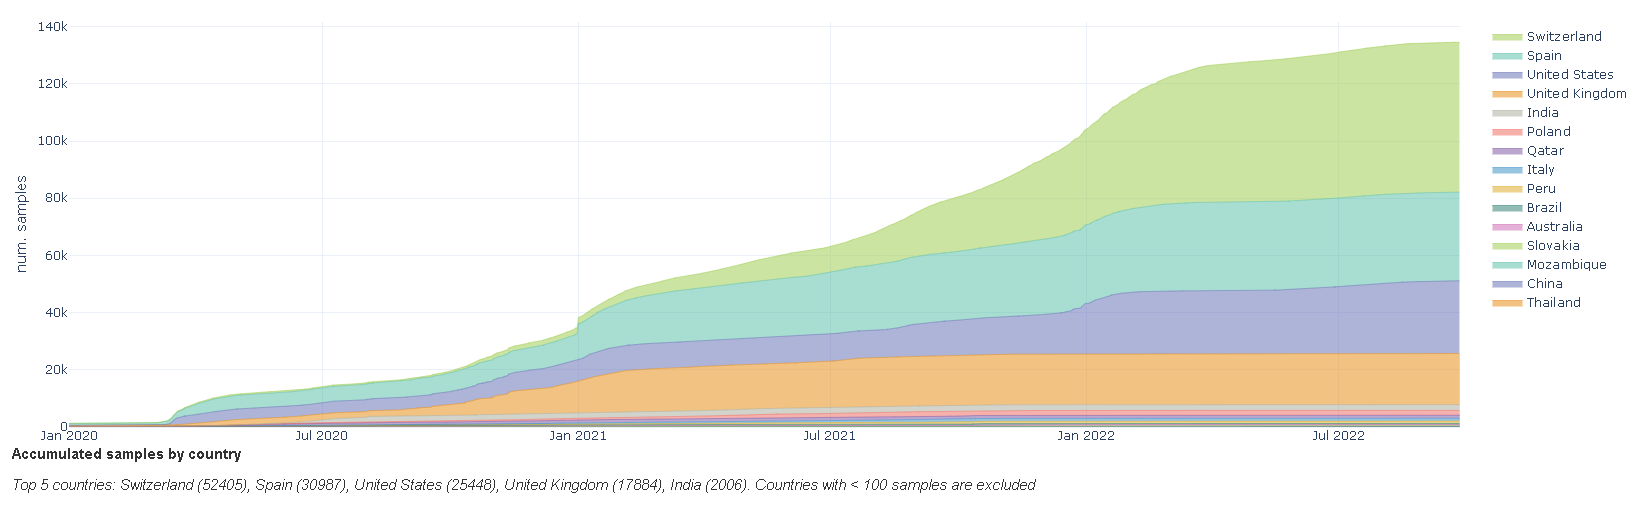 140k
120k
100k
80k
60k
40k
20k
0
num. samples
Jan 2020
Jul 2020
Jan 2021
Jul 2021
Jan 2022
Jul 2022
Switzerland
Spain
United States
United Kingdom
India
Poland
Qatar
Italy
Peru
Brazil
Australia
Slovakia
Mozambique
China
Thailand
Accumulated samples by country
Top 5 countries: Switzerland (52405), Spain (30987), United States (25448), United Kingdom (17884), India (2006). Countries with < 100 samples are excluded